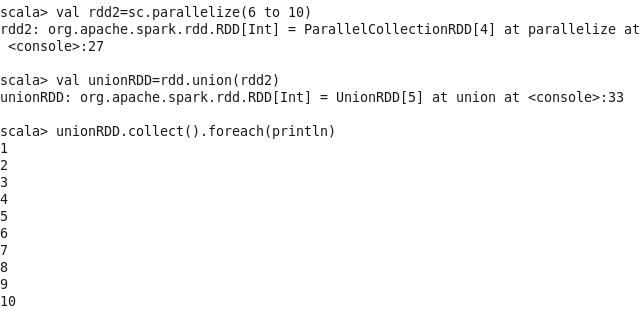 scala> val rdd2=sc.parallelize(6 to 10)
rdd2: org.apache.spark.rdd.RDD[Int] = ParallelCollectionRDD[4] at parallelize at
 <console>:27
scala> val unionRDD=rdd.union(rdd2)
unionRDD: org.apache.spark.rdd.RDD[Int] = UnionRDD[5] at union at <console>:33
scala> unionRDD.collect().foreach(println)
1
2
3
4
5
6
7
8
9
10